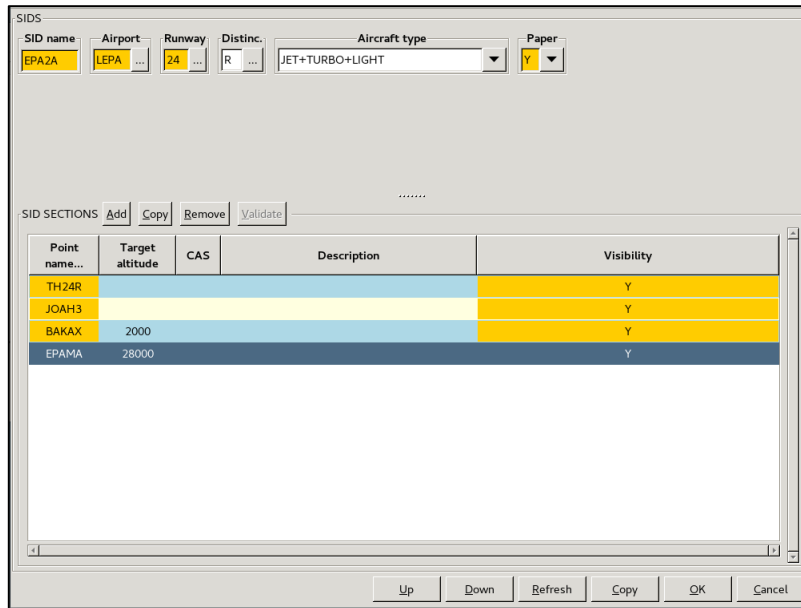 SIDS
SID name Airport Runway Distinc. Aircraft type Paper
EPA2A LEPA ... 24 ... R ... JET+TURBO+LIGHT Y
SID SECTIONS Add Copy Remove Validate
Point name... Target altitude CAS Description Visibility
TH24R Y
JOAH3 Y
BAKAX 2000 Y
EPAMA 28000 Y
Up Down Refresh Copy OK Cancel